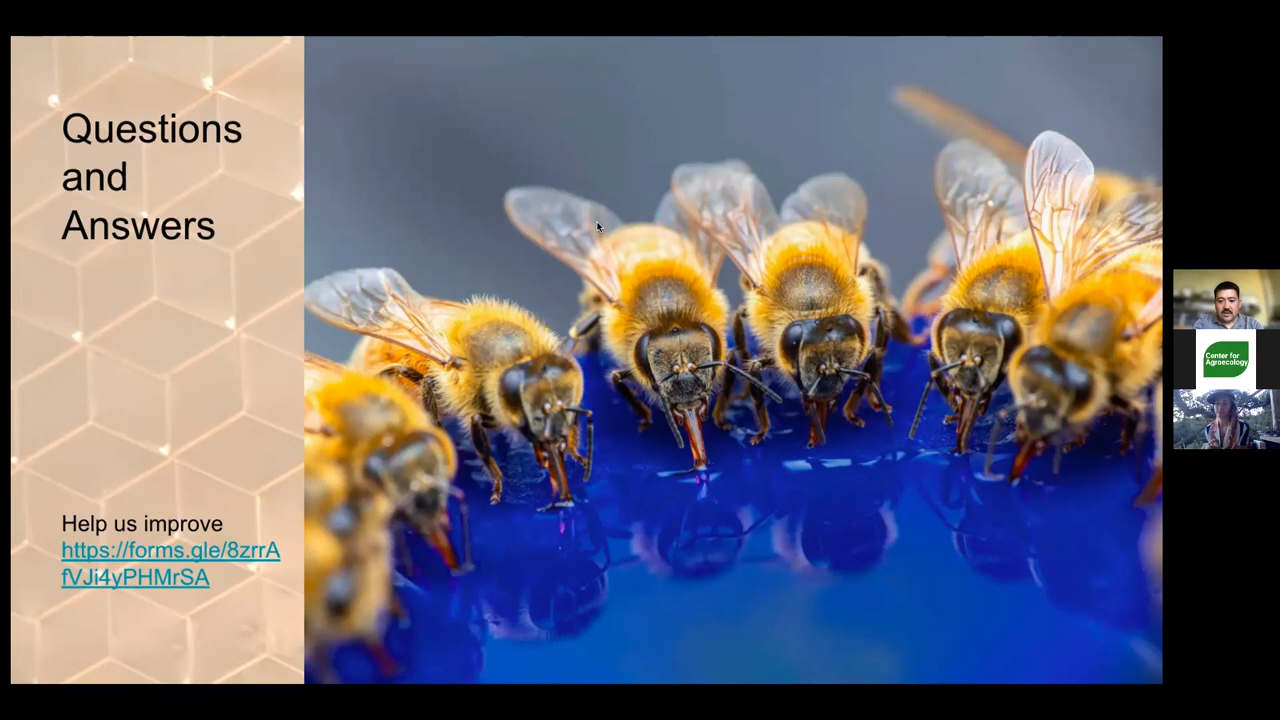 Questions
and
Answers
Help us improve
https://forms.gle/8zrrA
fVJi4yPHMrSA
Center for
Agroecology